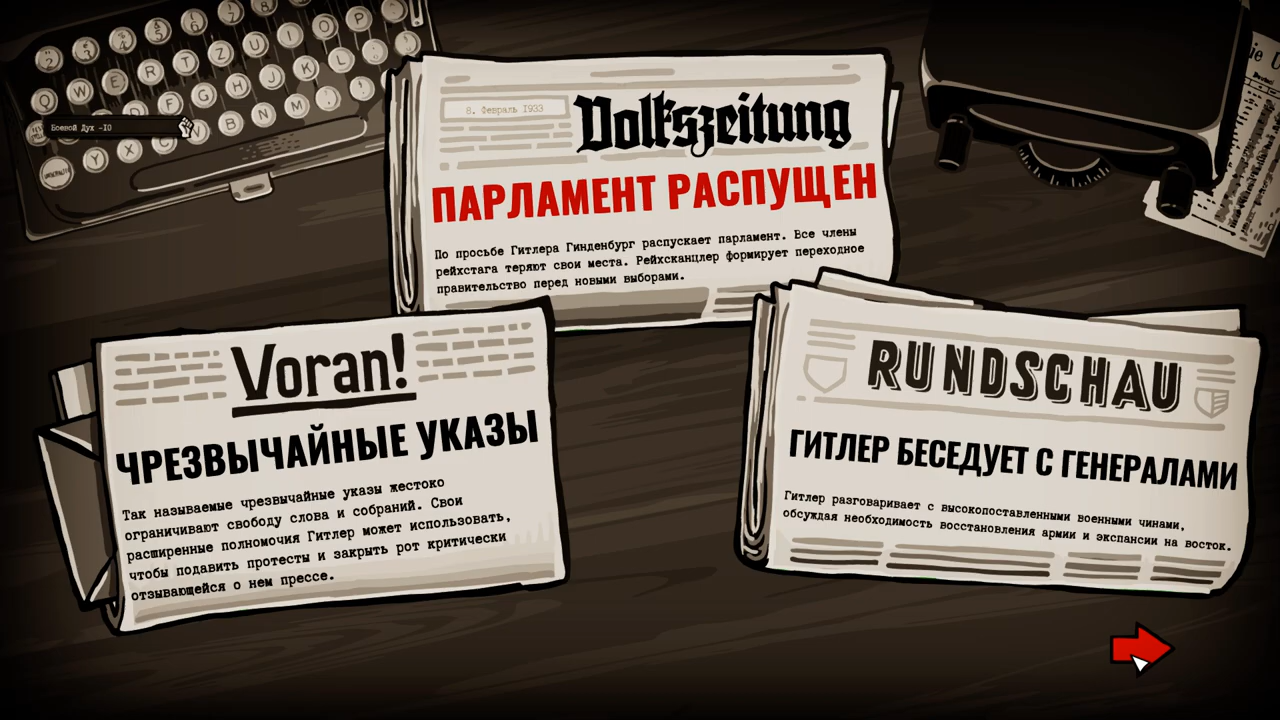 Боевой Дух -10
8. Февраль 1933
Volkszeitung
ПАРЛАМЕНТ РАСПУЩЕН
По просьбе Гитлера Гинденбург распускает парламент. Все члены
рейхстага теряют свои места. Рейхсканцлер формирует переходное
правительство перед новыми выборами.
Voran!
ЧРЕЗВЫЧАЙНЫЕ УКАЗЫ
Так называемые чрезвычайные указы жестоко
ограничивают свободу слова и собраний. Свои
расширенные полномочия Гитлер может использовать,
чтобы подавить протесты и закрыть рот критически
отзывающейся о нем прессе.
RUNDSCHAU
ГИТЛЕР БЕСЕДУЕТ С ГЕНЕРАЛАМИ
Гитлер разговаривает с высокопоставленными военными чинами,
обсуждая необходимость восстановления армии и экспансии на восток.